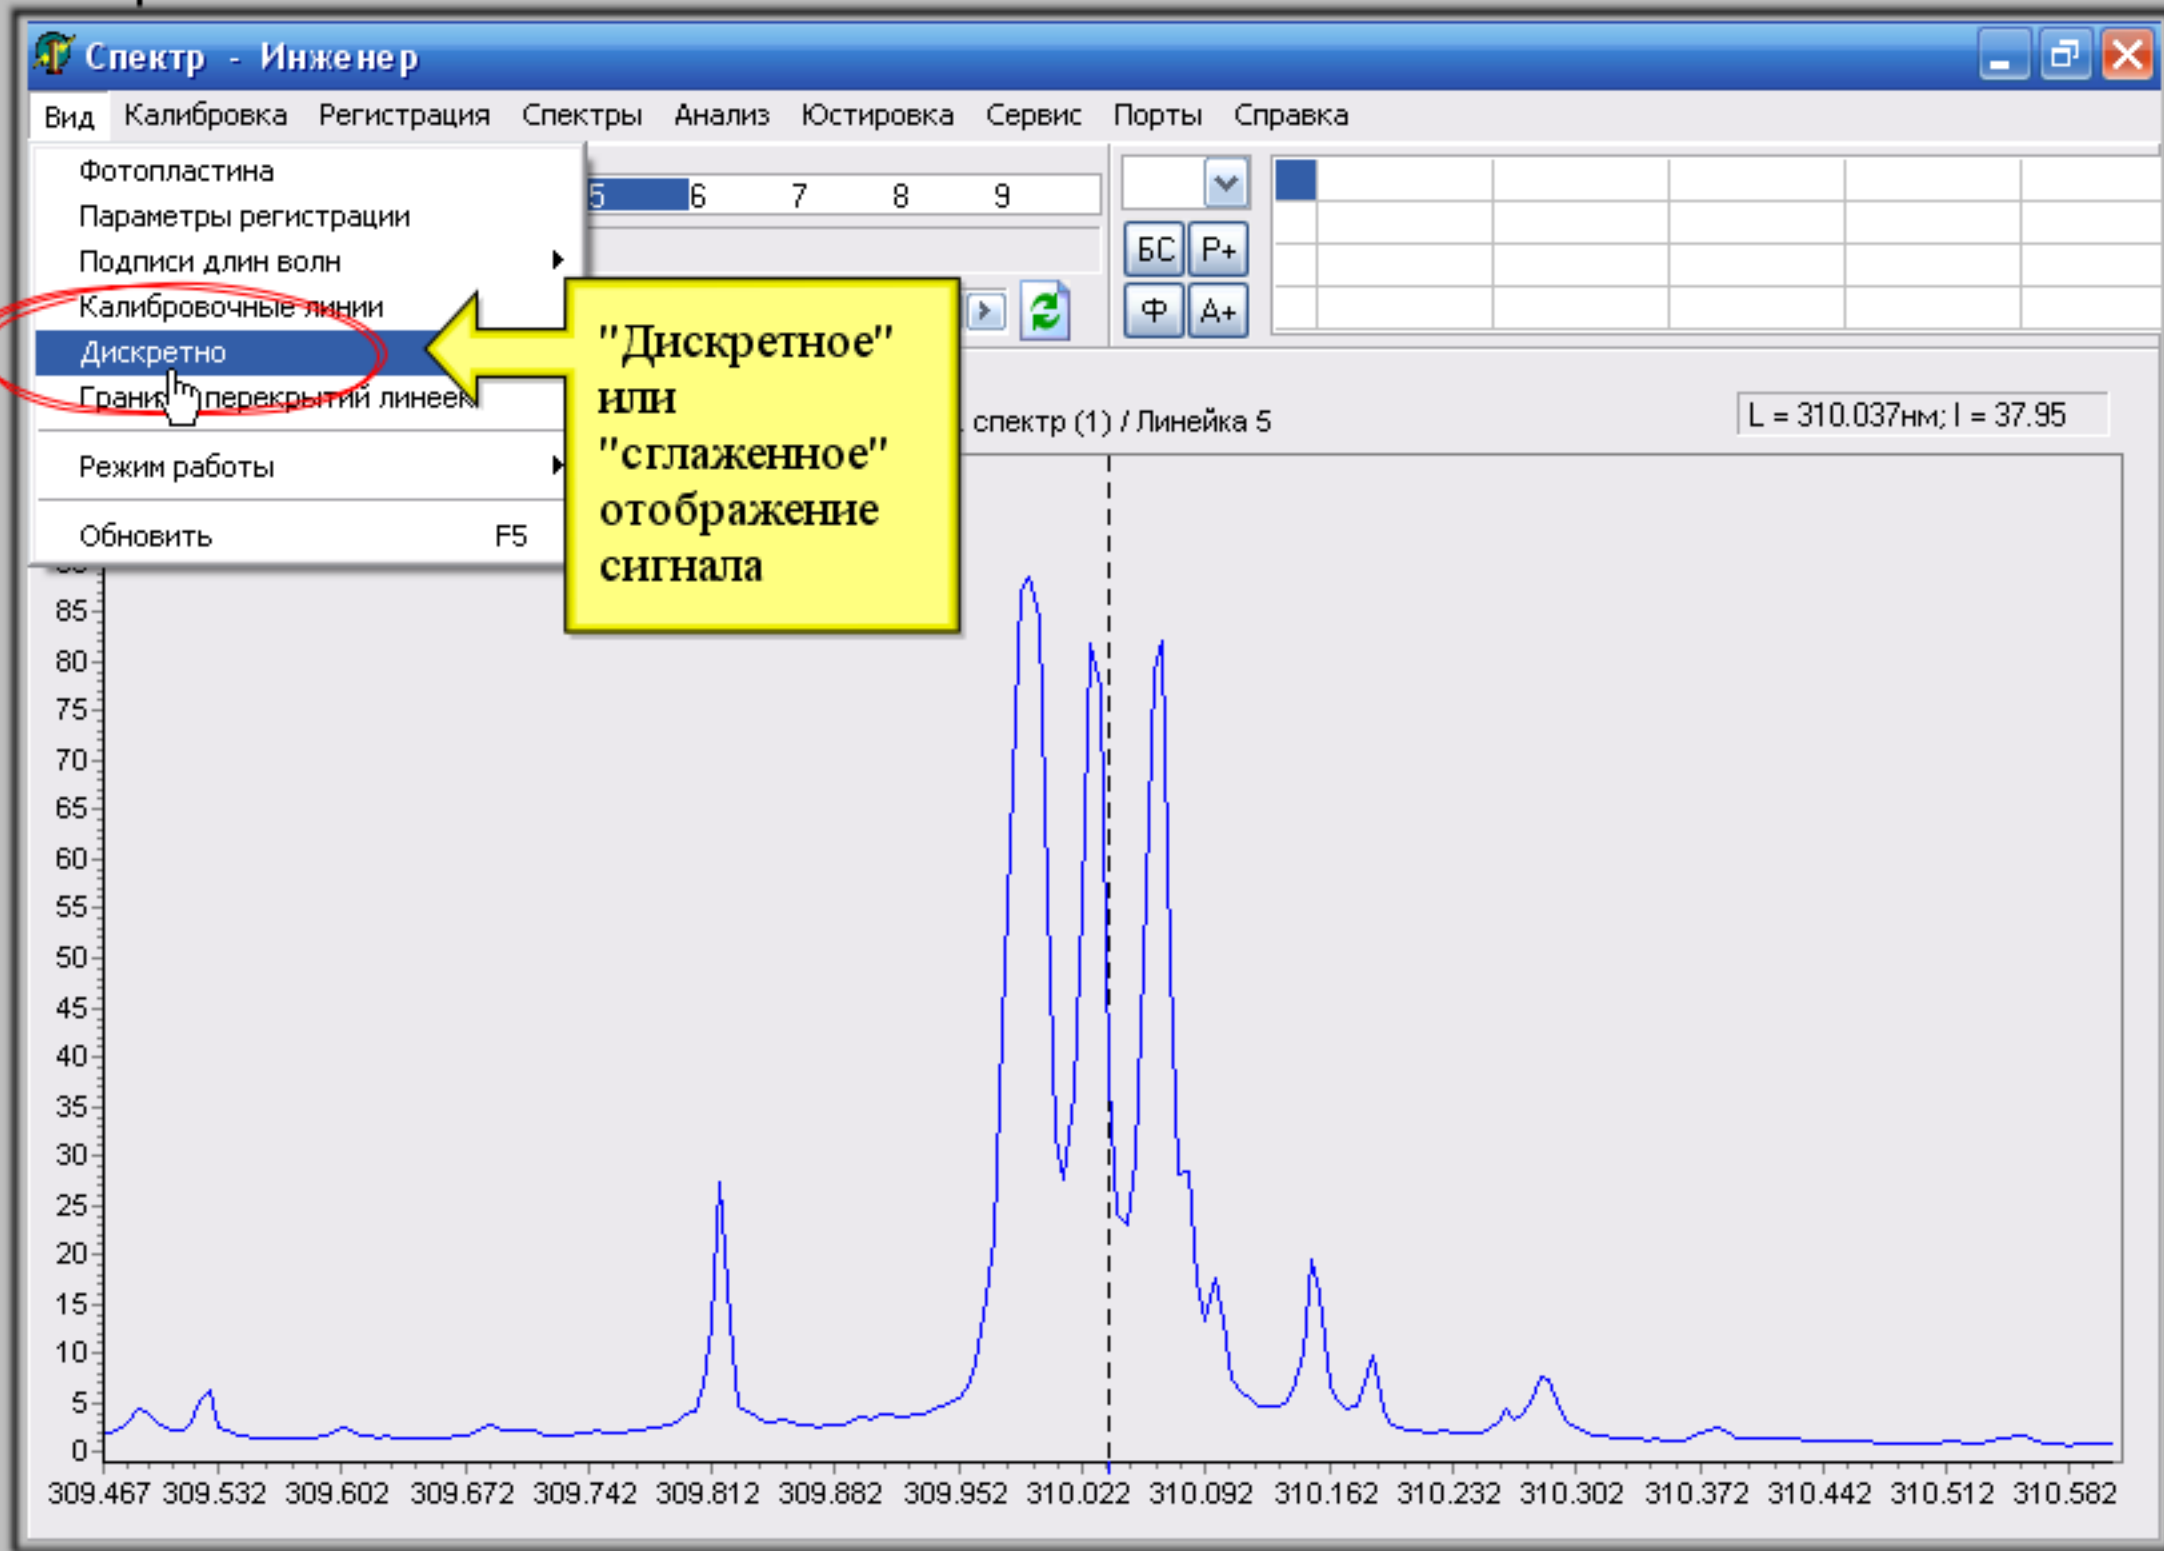 Спектр - Инженер
Вид Калибровка Регистрация Спектры Анализ Юстировка Сервис Порты Справка
Фотопластина
Параметры регистрации
Подписи длин волн
Калибровочные линии
Дискретно
перекрытий линеек
Режим работы
Обновить F5
5 6 7 8 9
БС Р+
Ф А+
"Дискретное"
или
"сглаженное"
отображение
сигнала
спектр (1) / Линейка 5
L = 310.037нм; I = 37.95
85
80
75
70
65
60
55
50
45
40
35
30
25
20
15
10
5
0
309.467 309.532 309.602 309.672 309.742 309.812 309.882 309.952 310.022 310.092 310.162 310.232 310.302 310.372 310.442 310.512 310.582